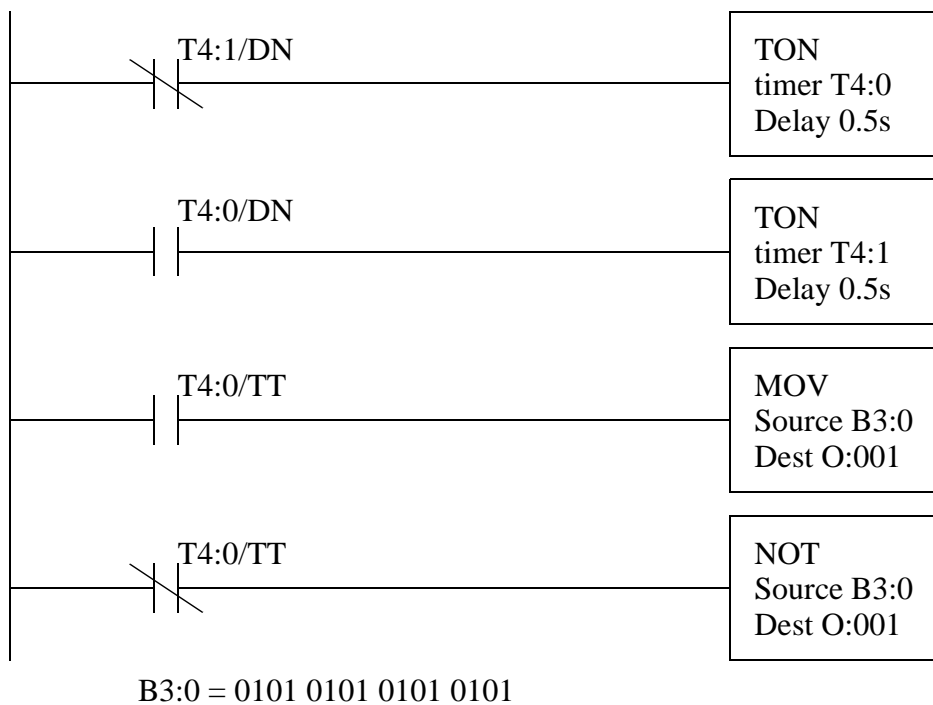 T4:1/DN
TON
timer T4:0
Delay 0.5s
T4:0/DN
TON
timer T4:1
Delay 0.5s
T4:0/TT
MOV
Source B3:0
Dest O:001
T4:0/TT
NOT
Source B3:0
Dest O:001
B3:0 = 0101 0101 0101 0101